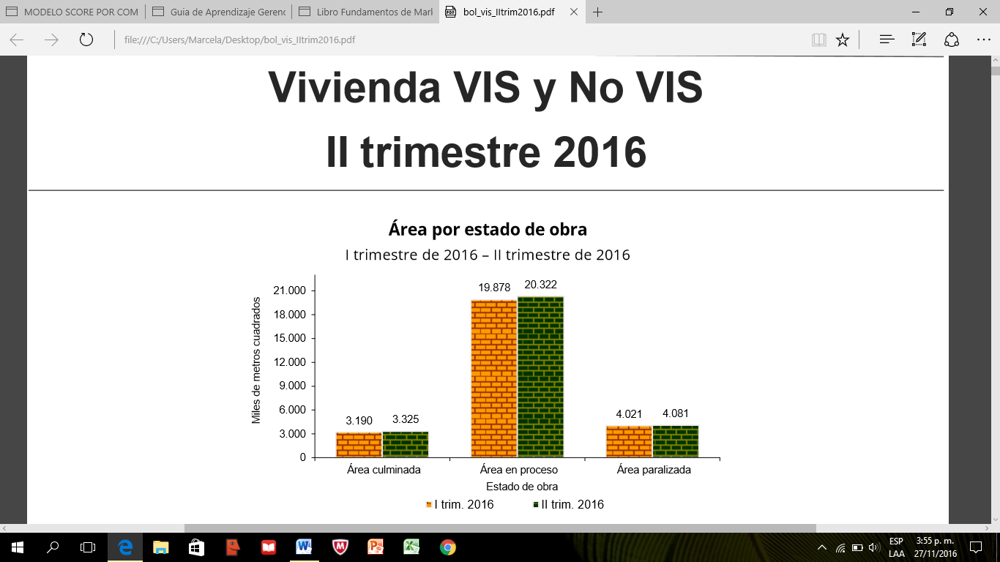 MODELO SCORE POR COM
Guia de Aprendizaje Geren
Libro Fundamentos de Mark
bol_vis_IItrim2016.pdf
file:///C:/Users/Marcela/Desktop/bol_vis_IItrim2016.pdf
Vivienda VIS y No VIS
II trimestre 2016
Área por estado de obra
I trimestre de 2016 – II trimestre de 2016
Miles de metros cuadrados
21.000
18.000
15.000
12.000
9.000
6.000
3.000
0
3.190
3.325
19.878
20.322
4.021
4.081
Área culminada
Área en proceso
Área paralizada
Estado de obra
I trim. 2016
II trim. 2016
ESP
LAA
3:55 p. m.
27/11/2016